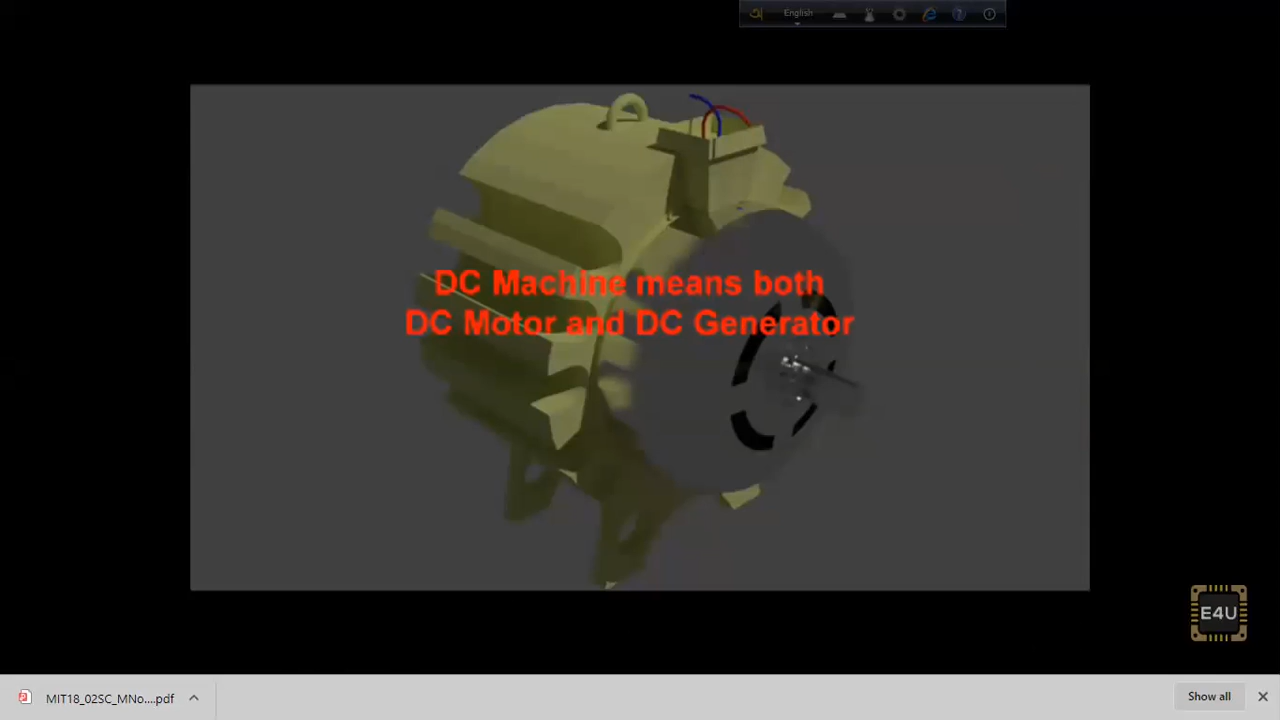 অ English
DC Machine means both
DC Motor and DC Generator
E4U
MIT18_02SC_MNo....pdf
Show all